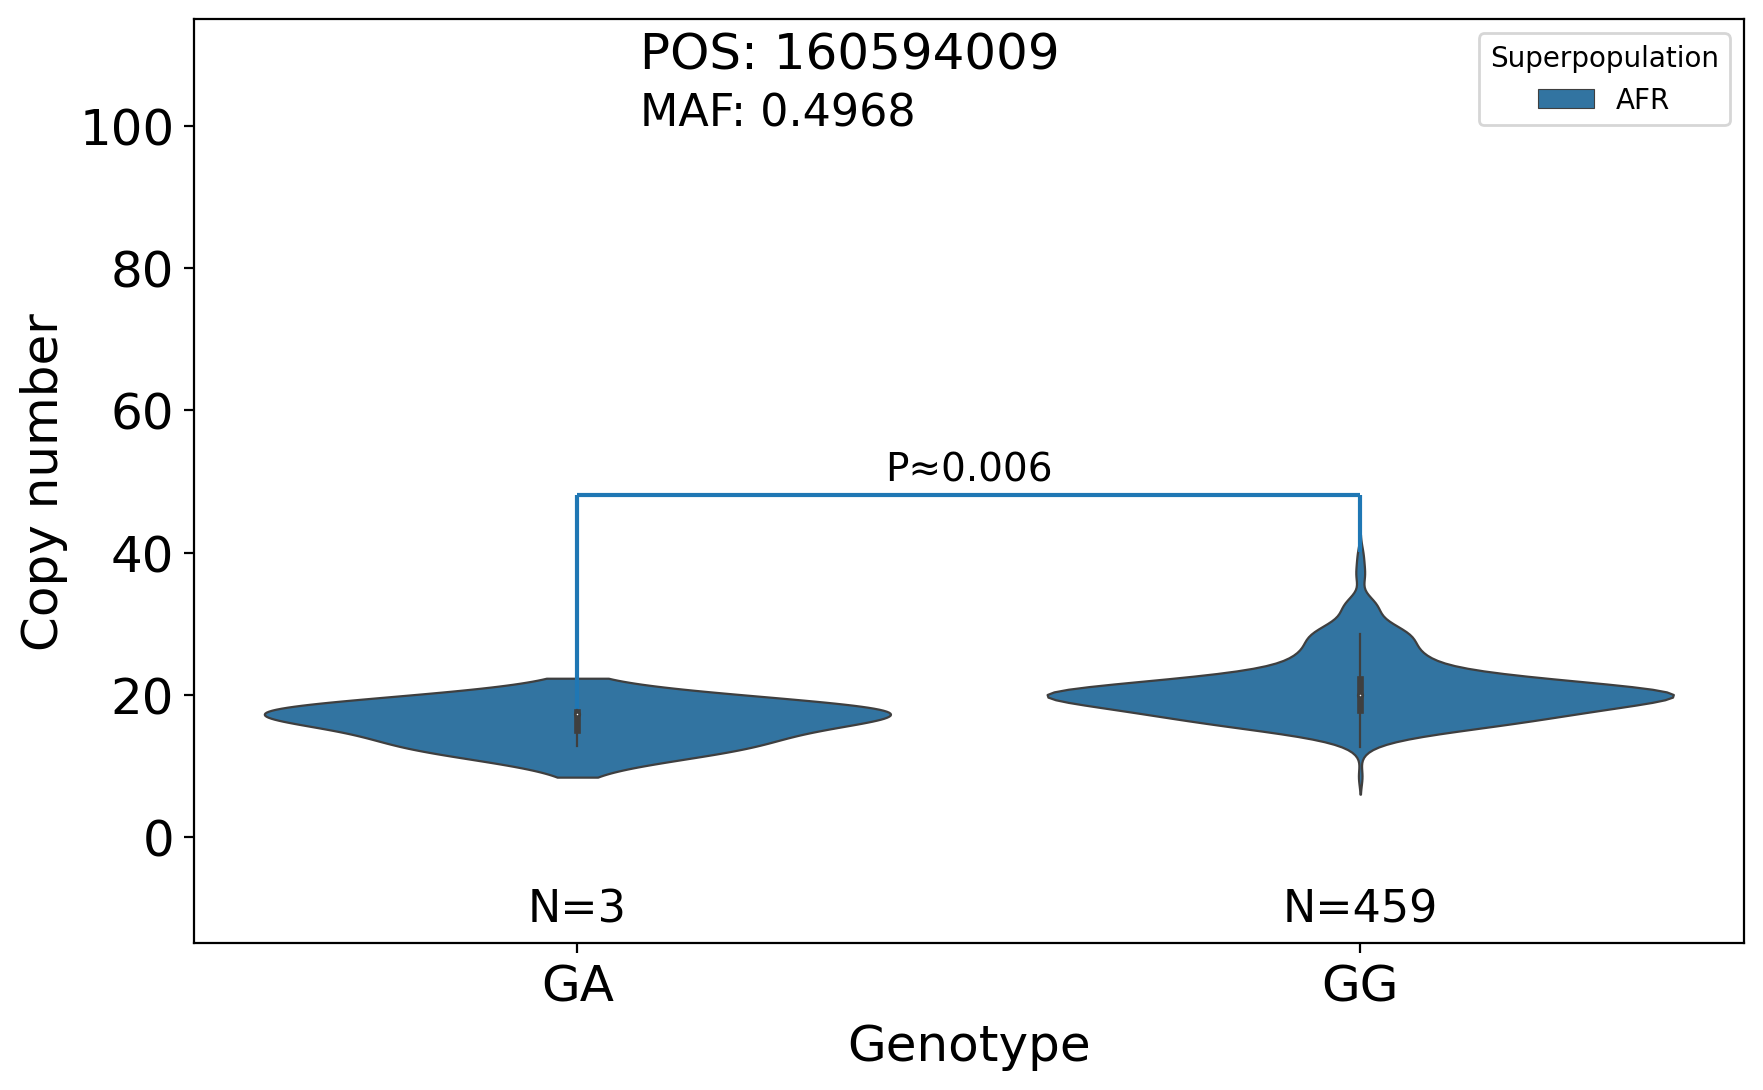 POS: 160594009
MAF: 0.4968
Superpopulation
AFR
100
80
60
40
20
0
Copy number
P≈0.006
N=3
N=459
GA
GG
Genotype